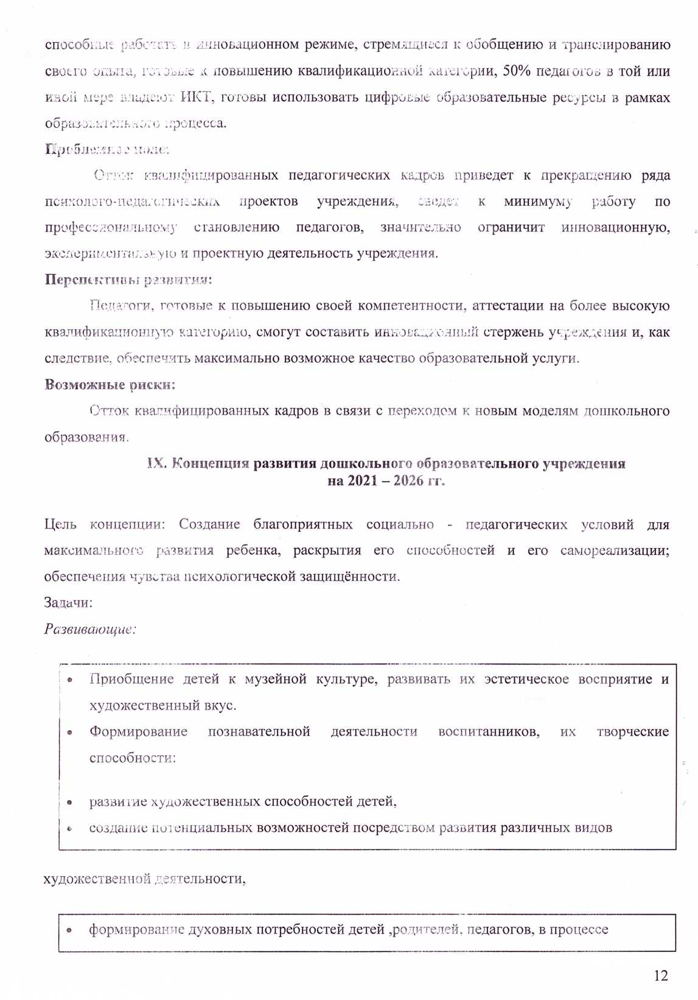 способные работать в инновационном режиме, стремящиеся к обобщению и транслированию
своего опыта, готовые к повышению квалификационной категории, 50% педагогов в той или
иной мере владеют ИКТ, готовы использовать цифровые образовательные ресурсы в рамках
образовательного процесса.
Проблемное поле:
Отток квалифицированных педагогических кадров приведет к прекращению ряда
психолого-педагогических проектов учреждения, сведет к минимуму работу по
профессиональному становлению педагогов, значительно ограничит инновационную,
экспериментальную и проектную деятельность учреждения.
Перспективы развития:
Педагоги, готовые к повышению своей компетентности, аттестации на более высокую
квалификационную категорию, смогут составить инновационный стержень учреждения и, как
следствие, обеспечить максимально возможное качество образовательной услуги.
Возможные риски:
Отток квалифицированных кадров в связи с переходом к новым моделям дошкольного
образования.
IX. Концепция развития дошкольного образовательного учреждения
на 2021 – 2026 гг.
Цель концепции: Создание благоприятных социально - педагогических условий для
максимального развития ребенка, раскрытия его способностей и его самореализации;
обеспечения чувства психологической защищённости.
Задачи:
Развивающие:
• Приобщение детей к музейной культуре, развивать их эстетическое восприятие и
художественный вкус.
• Формирование познавательной деятельности воспитанников, их творческие
способности:
• развитие художественных способностей детей,
• создание потенциальных возможностей посредством развития различных видов
художественной деятельности,
• формирование духовных потребностей детей ,родителей, педагогов, в процессе
12